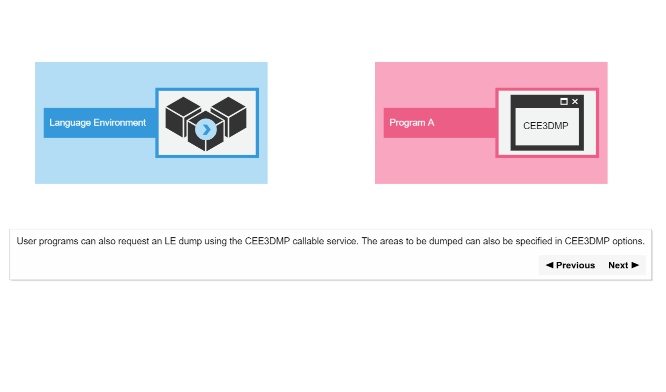 Language Environment
Program A
CEE3DMP
User programs can also request an LE dump using the CEE3DMP callable service. The areas to be dumped can also be specified in CEE3DMP options.
◀ Previous Next ▶